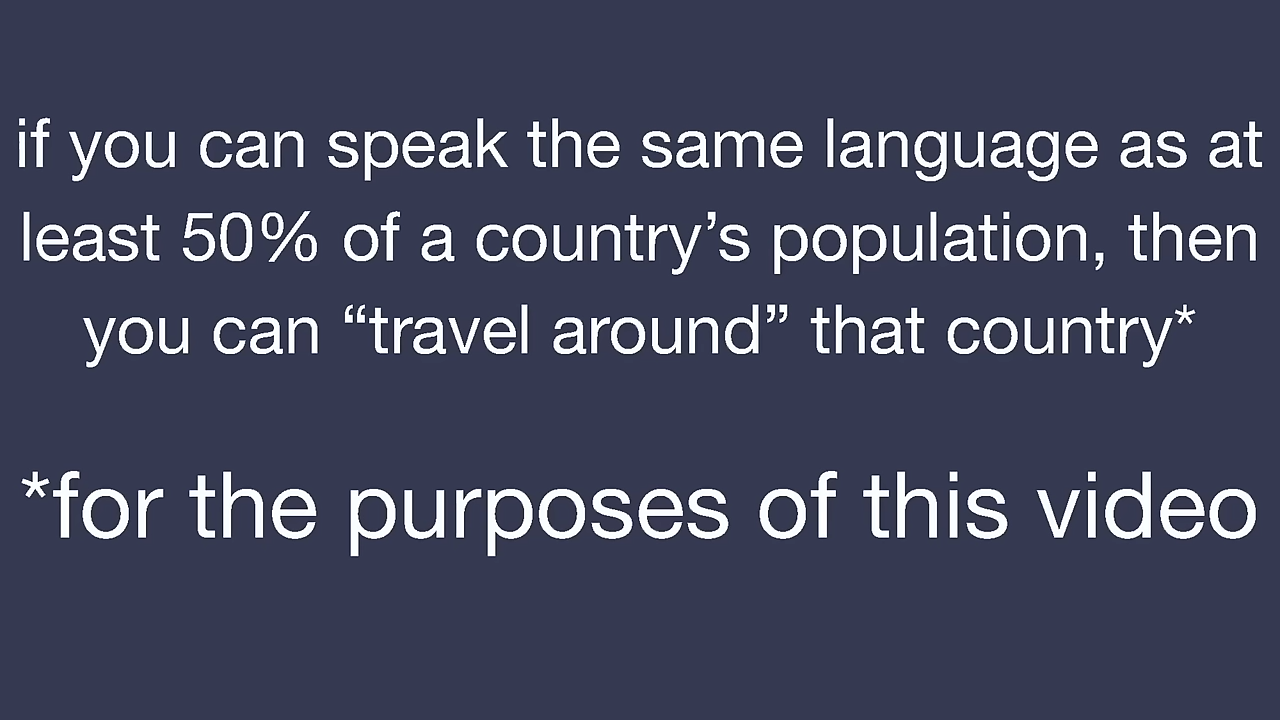 if you can speak the same language as at
least 50% of a country’s population, then
you can “travel around” that country*
*for the purposes of this video